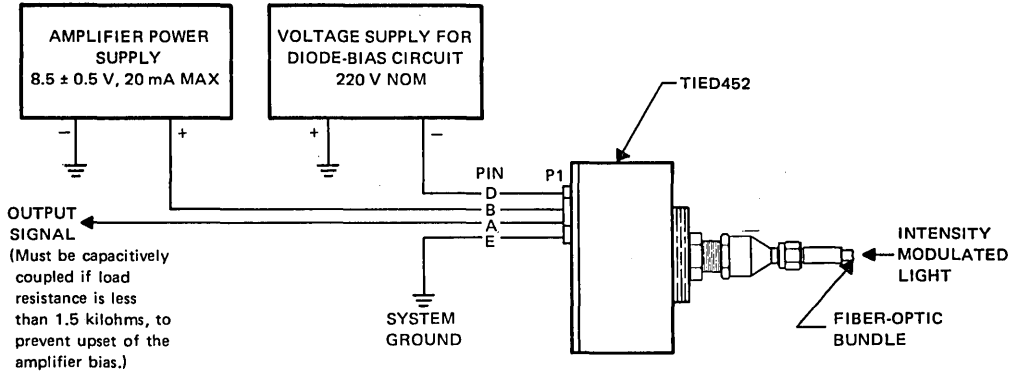 AMPLIFIER POWER
SUPPLY
8.5 ± 0.5 V, 20 mA MAX
VOLTAGE SUPPLY FOR
DIODE-BIAS CIRCUIT
220 V NOM
TIED452
−
+
+
−
PIN
P1
D
B
A
E
OUTPUT
SIGNAL
(Must be capacitively
coupled if load
resistance is less
than 1.5 kilohms, to
prevent upset of the
amplifier bias.)
SYSTEM
GROUND
INTENSITY
MODULATED
LIGHT
FIBER-OPTIC
BUNDLE